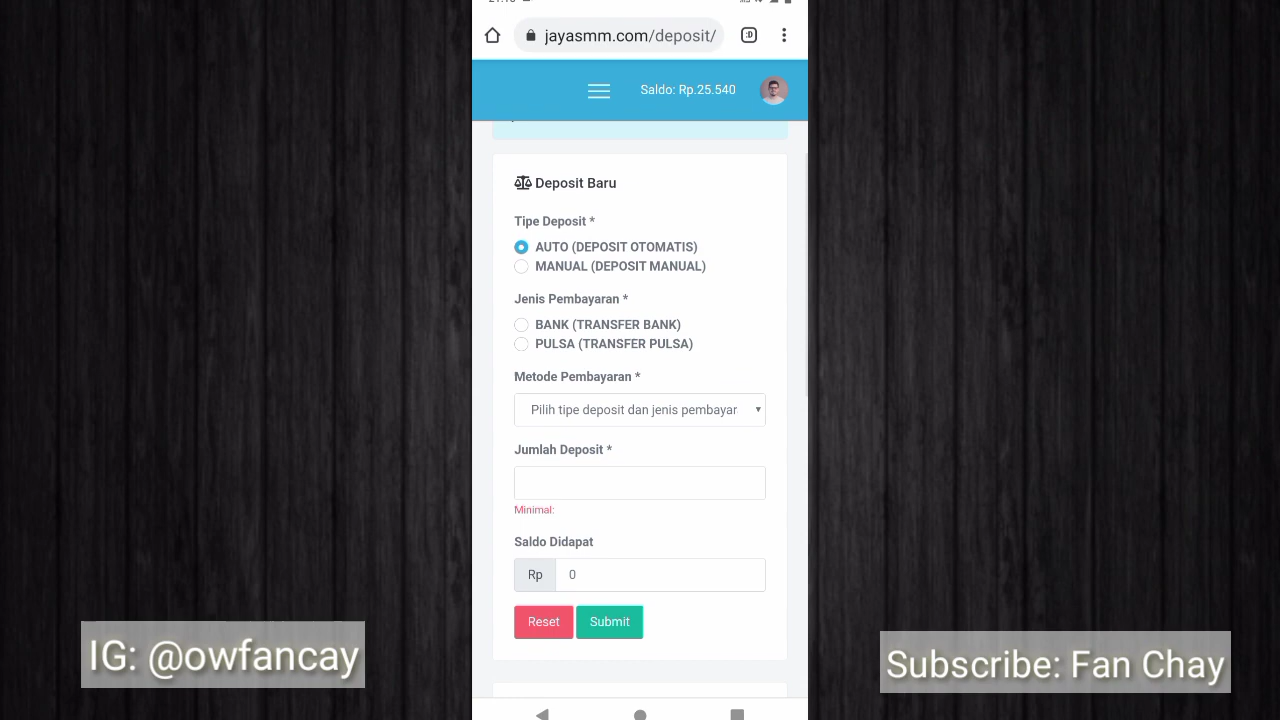 jayasmm.com/deposit/
:D
Saldo: Rp.25.540
Deposit Baru
Tipe Deposit *
AUTO (DEPOSIT OTOMATIS)
MANUAL (DEPOSIT MANUAL)
Jenis Pembayaran *
BANK (TRANSFER BANK)
PULSA (TRANSFER PULSA)
Metode Pembayaran *
Pilih tipe deposit dan jenis pembayar
Jumlah Deposit *
Minimal:
Saldo Didapat
Rp 0
Reset Submit
IG: @owfancay
Subscribe: Fan Chay